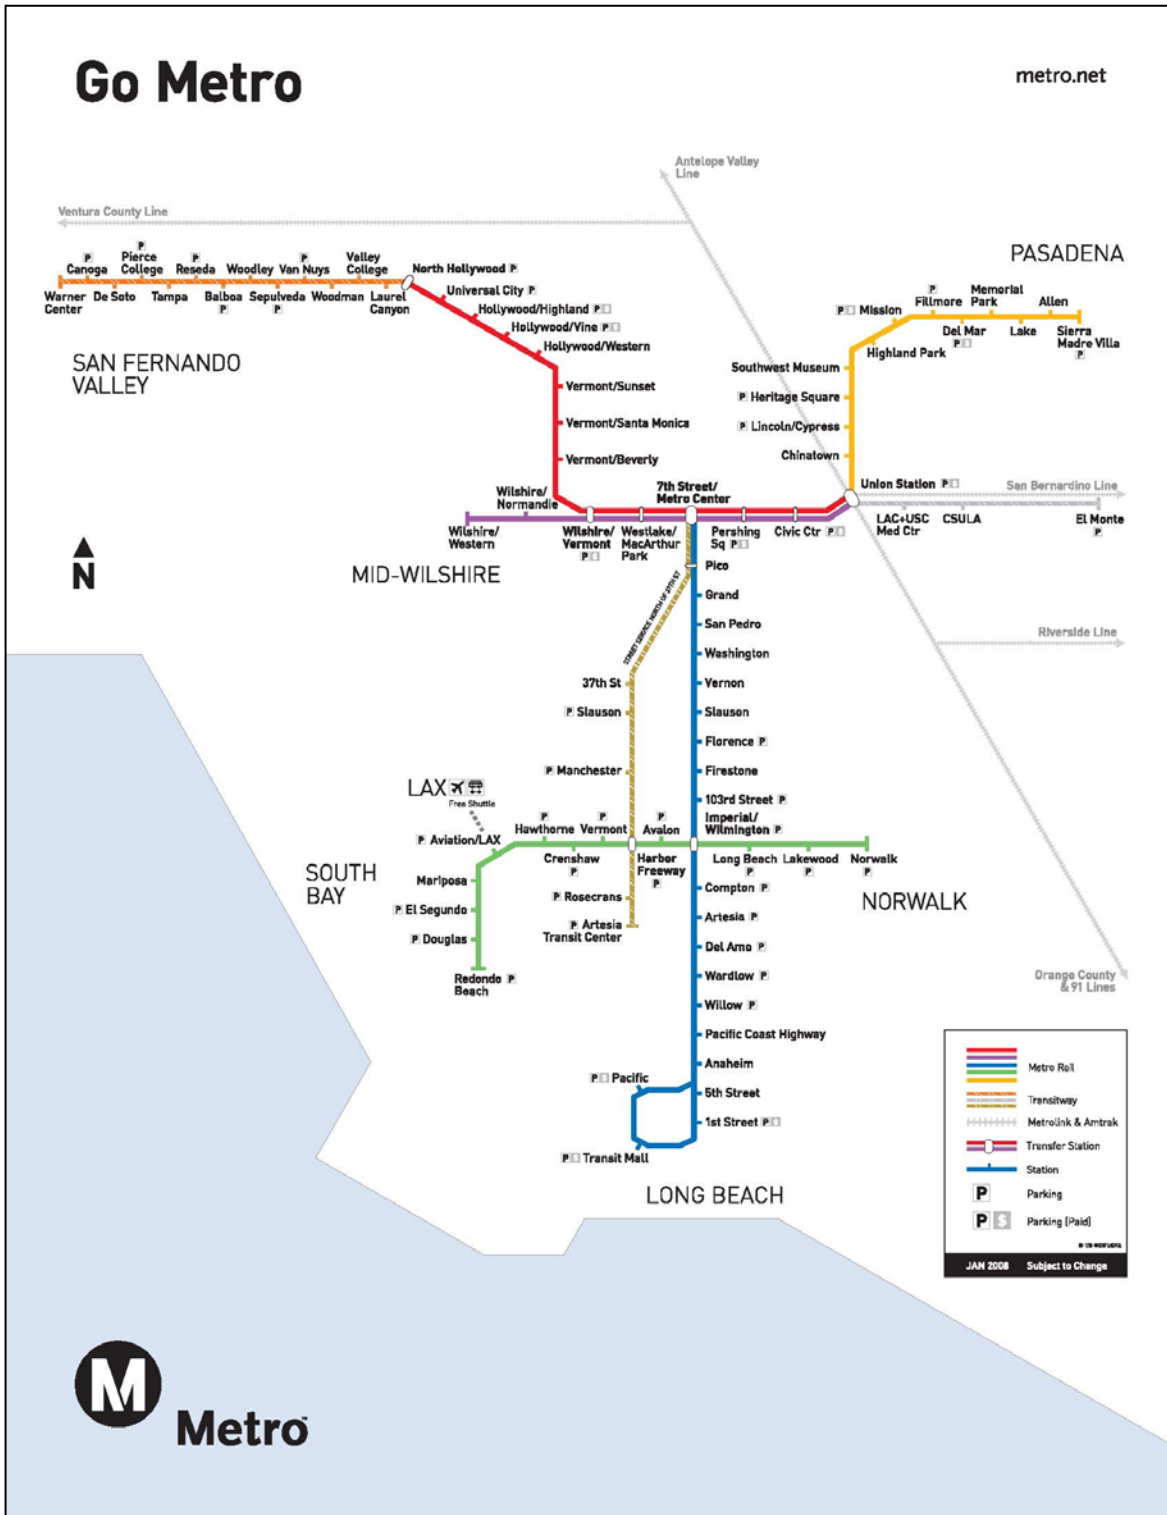 Go Metro
metro.net
Antelope Valley
Line
Ventura County Line
PASADENA
P
Canoga
P
Pierce
College
P
Reseda
Woodley
P
Van Nuys
Valley
College
North Hollywood P
Warner
Center
De Soto
Tampa
Balboa
P
Sepulveda
P
Woodman
Laurel
Canyon
Universal City P
Hollywood/Highland P $
Hollywood/Vine P $
Hollywood/Western
SAN FERNANDO
VALLEY
Vermont/Sunset
Vermont/Santa Monica
Vermont/Beverly
P $ Mission
P
Fillmore
Memorial
Park
Allen
Highland Park
Del Mar
P $
Lake
Sierra
Madre Villa
P
Southwest Museum
P Heritage Square
P Lincoln/Cypress
Chinatown
Union Station P $
San Bernardino Line
Wilshire/
Normandie
7th Street/
Metro Center
Wilshire/
Western
Wilshire/
Vermont
P $
Westlake/
MacArthur
Park
Pershing
Sq P $
Civic Ctr P $
LAC+USC
Med Ctr
CSULA
El Monte
P
N
MID-WILSHIRE
STREET SERVICE NORTH OF 37TH ST
Pico
Grand
San Pedro
Washington
Vernon
Slauson
Florence P
Firestone
103rd Street P
Imperial/
Wilmington P
Riverside Line
37th St
P Slauson
P Manchester
LAX
Free Shuttle
P Aviation/LAX
P
Hawthorne
P
Vermont
P
Avalon
Crenshaw
P
Harbor
Freeway
P
Long Beach
P
Lakewood
P
Norwalk
P
SOUTH
BAY
Mariposa
P El Segundo
P Douglas
Redondo P
Beach
P Rosecrans
P Artesia
Transit Center
NORWALK
Compton P
Artesia P
Del Amo P
Wardlow P
Willow P
Pacific Coast Highway
Anaheim
5th Street
1st Street P $
P $ Pacific
P $ Transit Mall
LONG BEACH
Orange County
& 91 Lines
Metro Rail
Transitway
Metrolink & Amtrak
Transfer Station
Station
P Parking
P $ Parking (Paid)
JAN 2008 Subject to Change
M
Metro